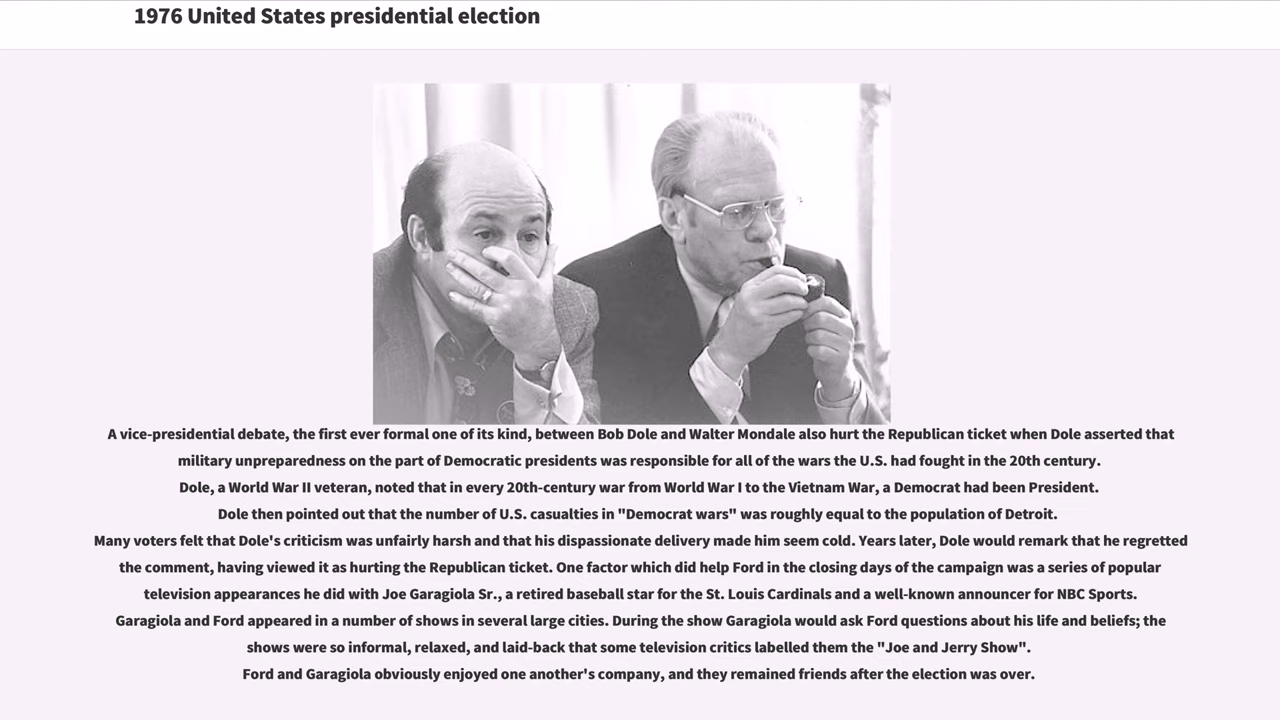 1976 United States presidential election
A vice-presidential debate, the first ever formal one of its kind, between Bob Dole and Walter Mondale also hurt the Republican ticket when Dole asserted that
military unpreparedness on the part of Democratic presidents was responsible for all of the wars the U.S. had fought in the 20th century.
Dole, a World War II veteran, noted that in every 20th-century war from World War I to the Vietnam War, a Democrat had been President.
Dole then pointed out that the number of U.S. casualties in "Democrat wars" was roughly equal to the population of Detroit.
Many voters felt that Dole's criticism was unfairly harsh and that his dispassionate delivery made him seem cold. Years later, Dole would remark that he regretted
the comment, having viewed it as hurting the Republican ticket. One factor which did help Ford in the closing days of the campaign was a series of popular
television appearances he did with Joe Garagiola Sr., a retired baseball star for the St. Louis Cardinals and a well-known announcer for NBC Sports.
Garagiola and Ford appeared in a number of shows in several large cities. During the show Garagiola would ask Ford questions about his life and beliefs; the
shows were so informal, relaxed, and laid-back that some television critics labelled them the "Joe and Jerry Show".
Ford and Garagiola obviously enjoyed one another's company, and they remained friends after the election was over.